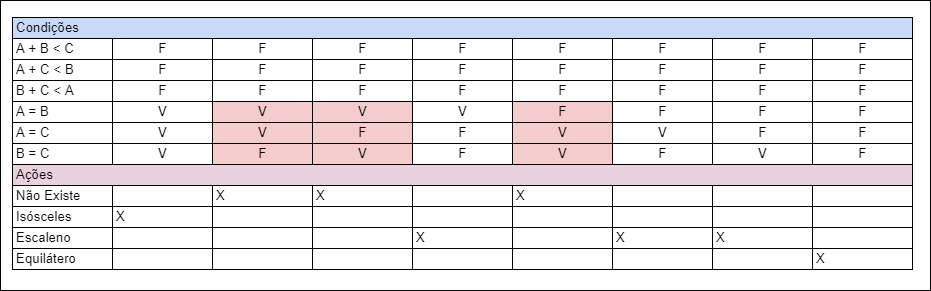 Condições
A + B < C F F F F F F F F
A + C < B F F F F F F F F
B + C < A F F F F F F F F
A = B V V V V F F F F
A = C V V F F V V F F
B = C V F V F V F V F
Ações
Não Existe X X X
Isósceles X
Escaleno X X X
Equilátero X